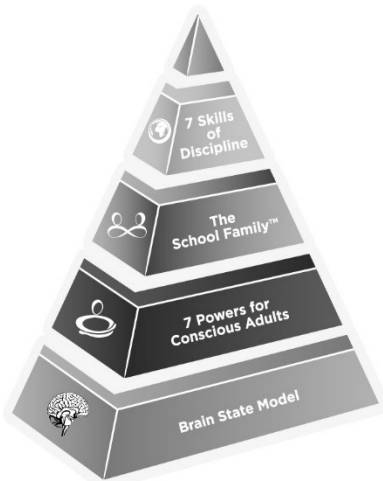 7 Skills
of
Discipline
The
School Family™
7 Powers for
Conscious Adults
Brain State Model